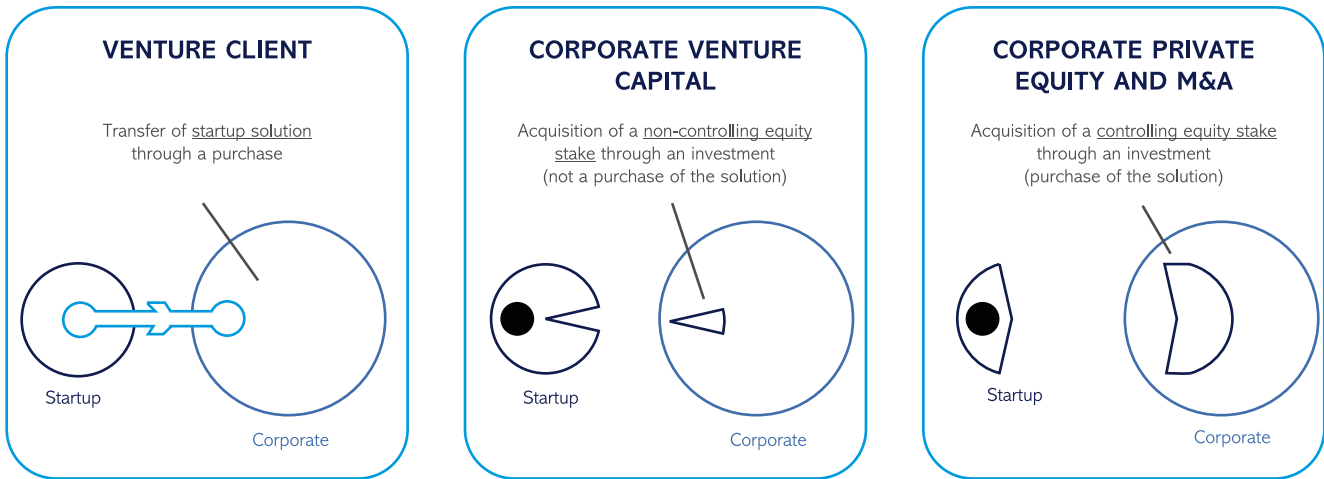 VENTURE CLIENT
Transfer of startup solution
through a purchase
Startup
Corporate
CORPORATE VENTURE
CAPITAL
Acquisition of a non-controlling equity
stake through an investment
(not a purchase of the solution)
Startup
Corporate
CORPORATE PRIVATE
EQUITY AND M&A
Acquisition of a controlling equity stake
through an investment
(purchase of the solution)
Startup
Corporate